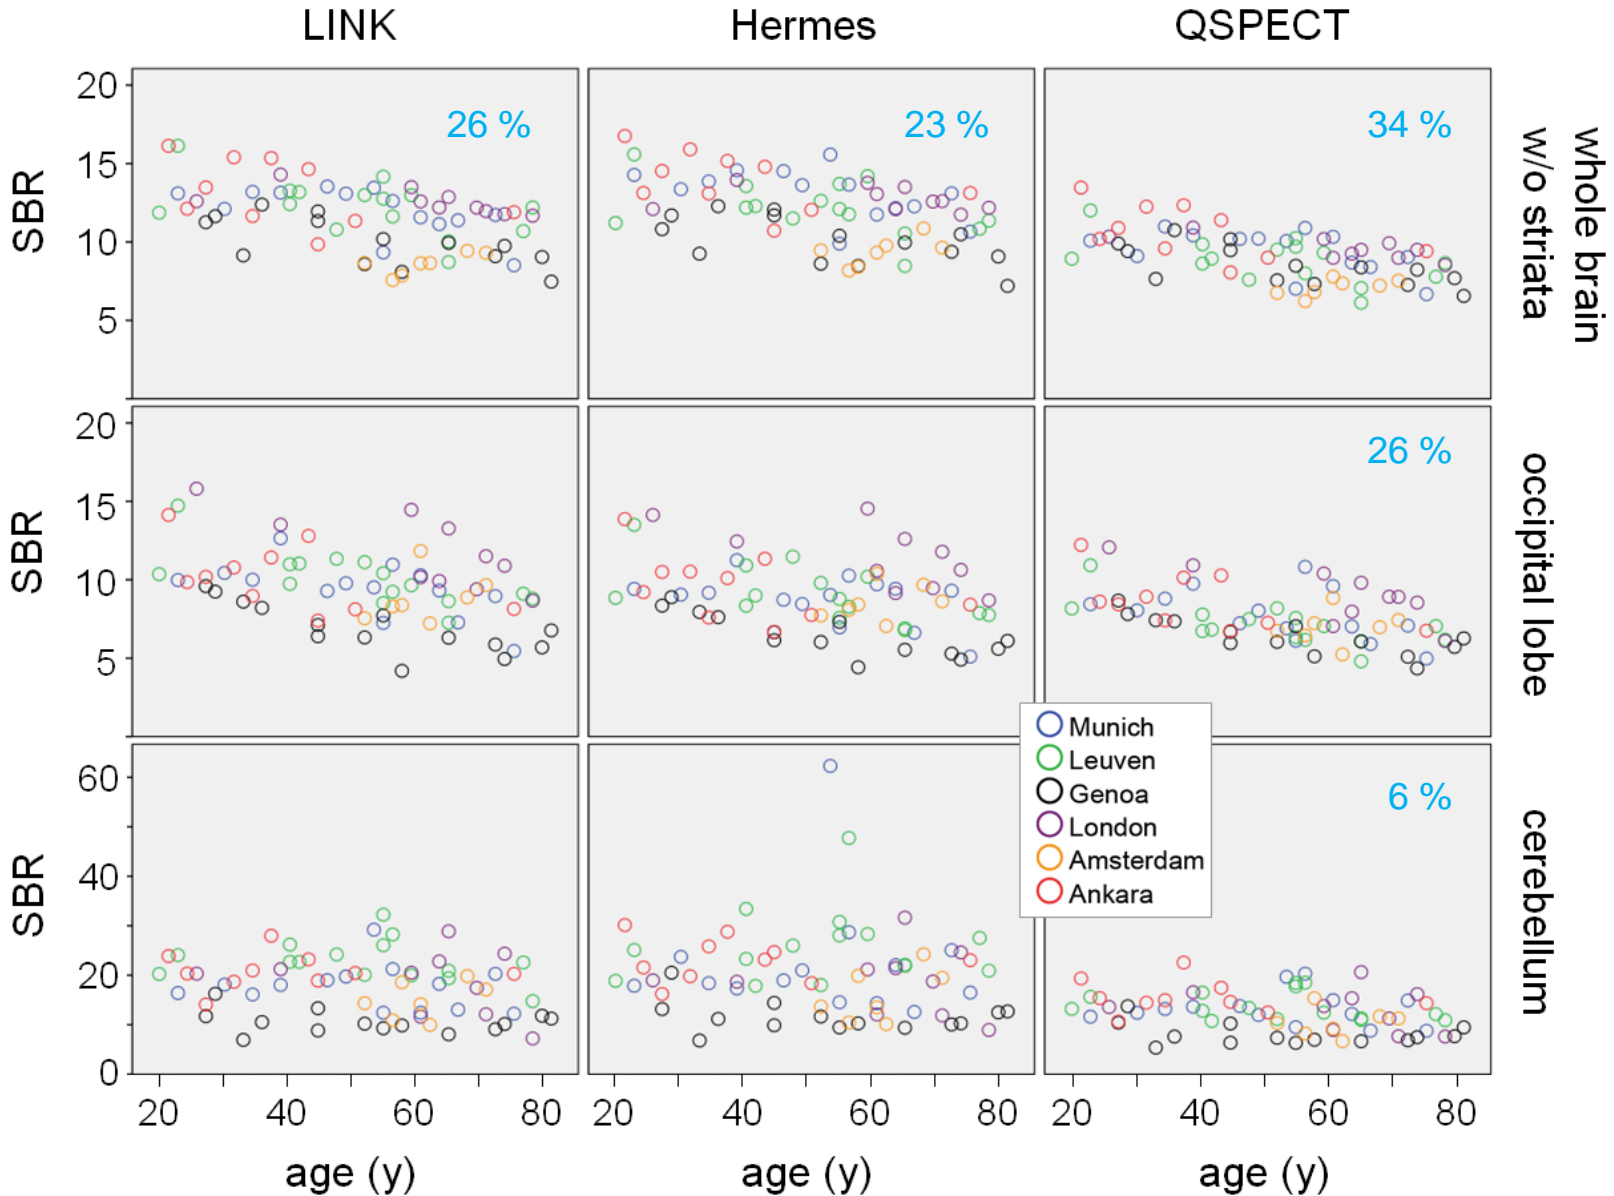 LINK Hermes QSPECT
20
15
10
5
SBR
26 %
23 %
34 %
whole brain
w/o striata
20
15
10
5
SBR
26 %
occipital lobe
60
40
20
0
SBR
6 %
cerebellum
Munich
Leuven
Genoa
London
Amsterdam
Ankara
20 40 60 80 20 40 60 80 20 40 60 80
age (y) age (y) age (y)